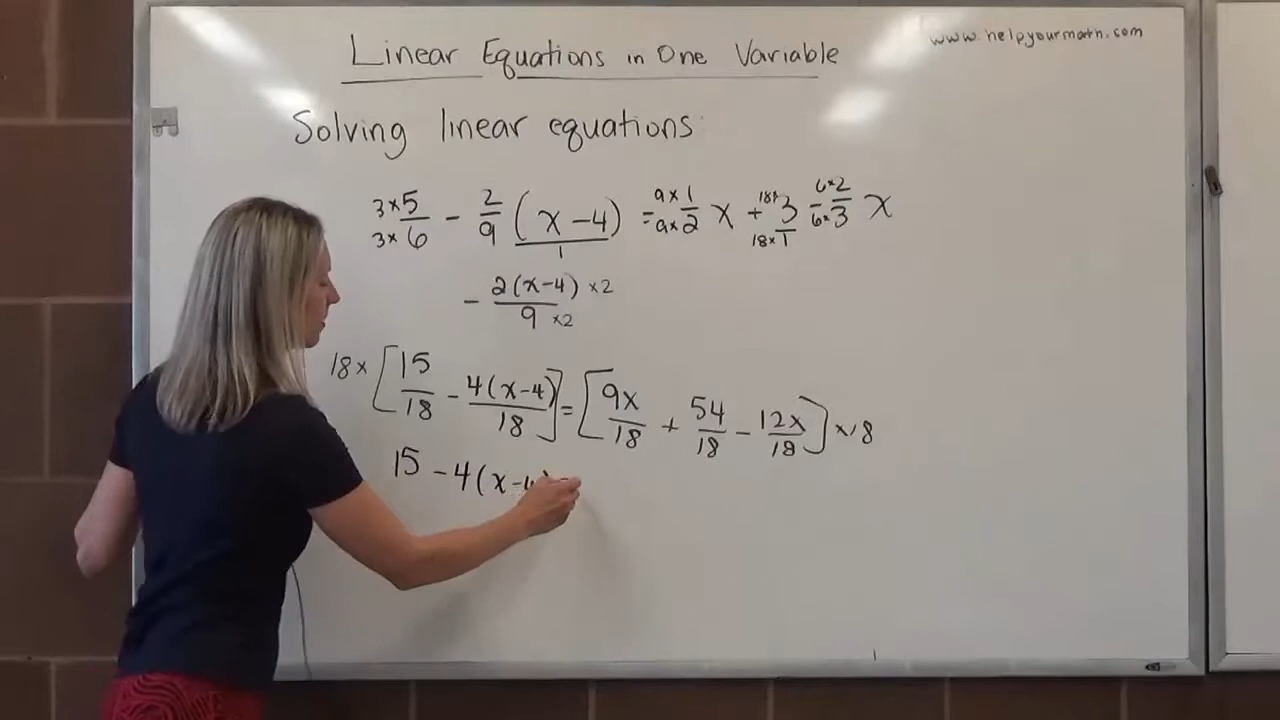 www.helpyourmath.com
Linear Equations in One Variable
Solving linear equations
3×5/3×6 - 2/9 (x-4)/1 = 9×1/9×2 x + 18×3/18×1 - 6×2/6×3 x
- 2(x-4)×2/9×2
18× [15/18 - 4(x-4)/18] = [9x/18 + 54/18 - 12x/18] ×18
15 - 4(x-4)